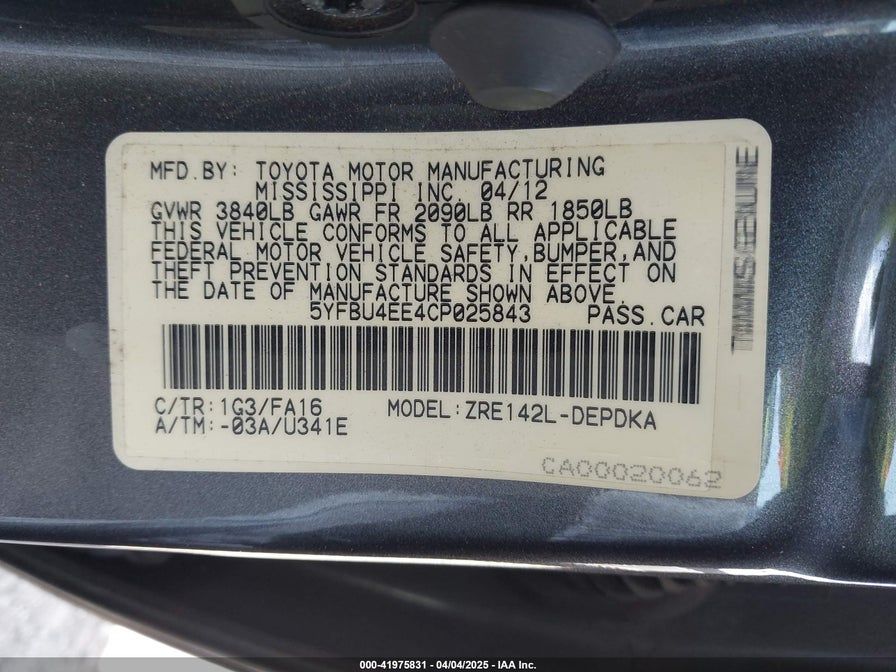 MFD.BY: TOYOTA MOTOR MANUFACTURING
MISSISSIPPI INC. 04/12
GVWR 3840LB GAWR FR 2090LB RR 1850LB
THIS VEHICLE CONFORMS TO ALL APPLICABLE
FEDERAL MOTOR VEHICLE SAFETY,BUMPER,AND
THEFT PREVENTION STANDARDS IN EFFECT ON
THE DATE OF MANUFACTURE SHOWN ABOVE.
5YFBU4EE4CP025843 PASS.CAR
C/TR:1G3/FA16 MODEL:ZRE142L-DEPDKA
A/TM:-03A/U341E
CA00020062
GENUINE
000-41975831 - 04/04/2025 - IAA Inc.